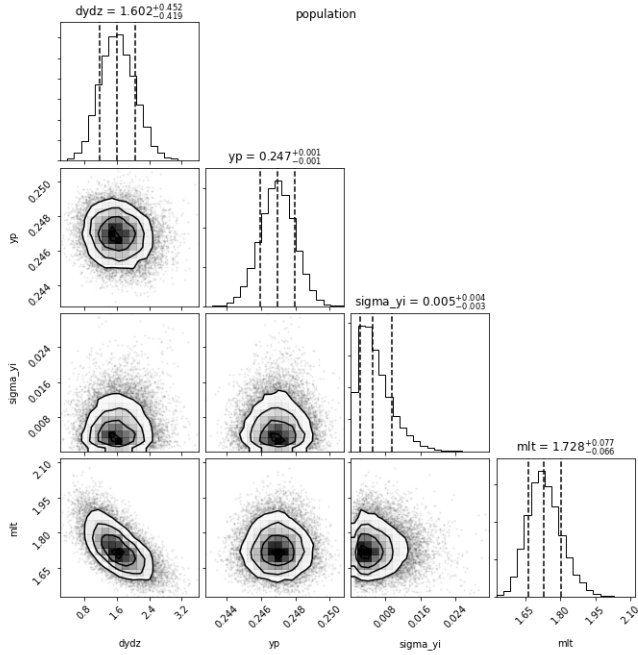 population
dydz = 1.602+0.452−0.419
yp = 0.247+0.001−0.001
0.250
0.248
0.246
0.244
yp
sigma_yi = 0.005+0.004−0.003
0.024
0.016
0.008
sigma_yi
mlt = 1.728+0.077−0.066
2.10
1.95
1.80
1.65
mlt
0.8 1.6 2.4 3.2
0.244 0.246 0.248 0.250
0.008 0.016 0.024
1.65 1.80 1.95 2.10
dydz yp sigma_yi mlt